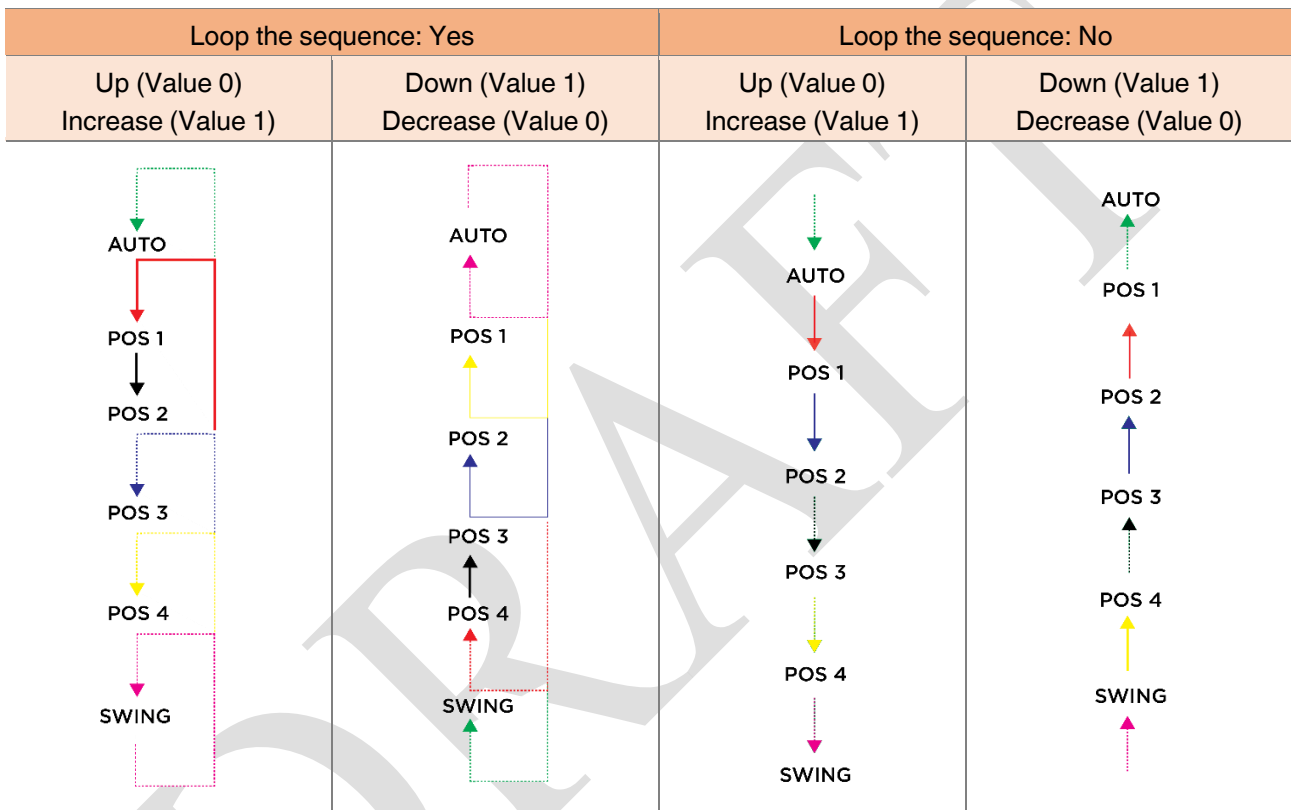 Loop the sequence: Yes
Loop the sequence: No
Up (Value 0)
Increase (Value 1)
Down (Value 1)
Decrease (Value 0)
Up (Value 0)
Increase (Value 1)
Down (Value 1)
Decrease (Value 0)
AUTO
POS 1
POS 2
POS 3
POS 4
SWING
AUTO
POS 1
POS 2
POS 3
POS 4
SWING
AUTO
POS 1
POS 2
POS 3
POS 4
SWING
AUTO
POS 1
POS 2
POS 3
POS 4
SWING
DRAFT